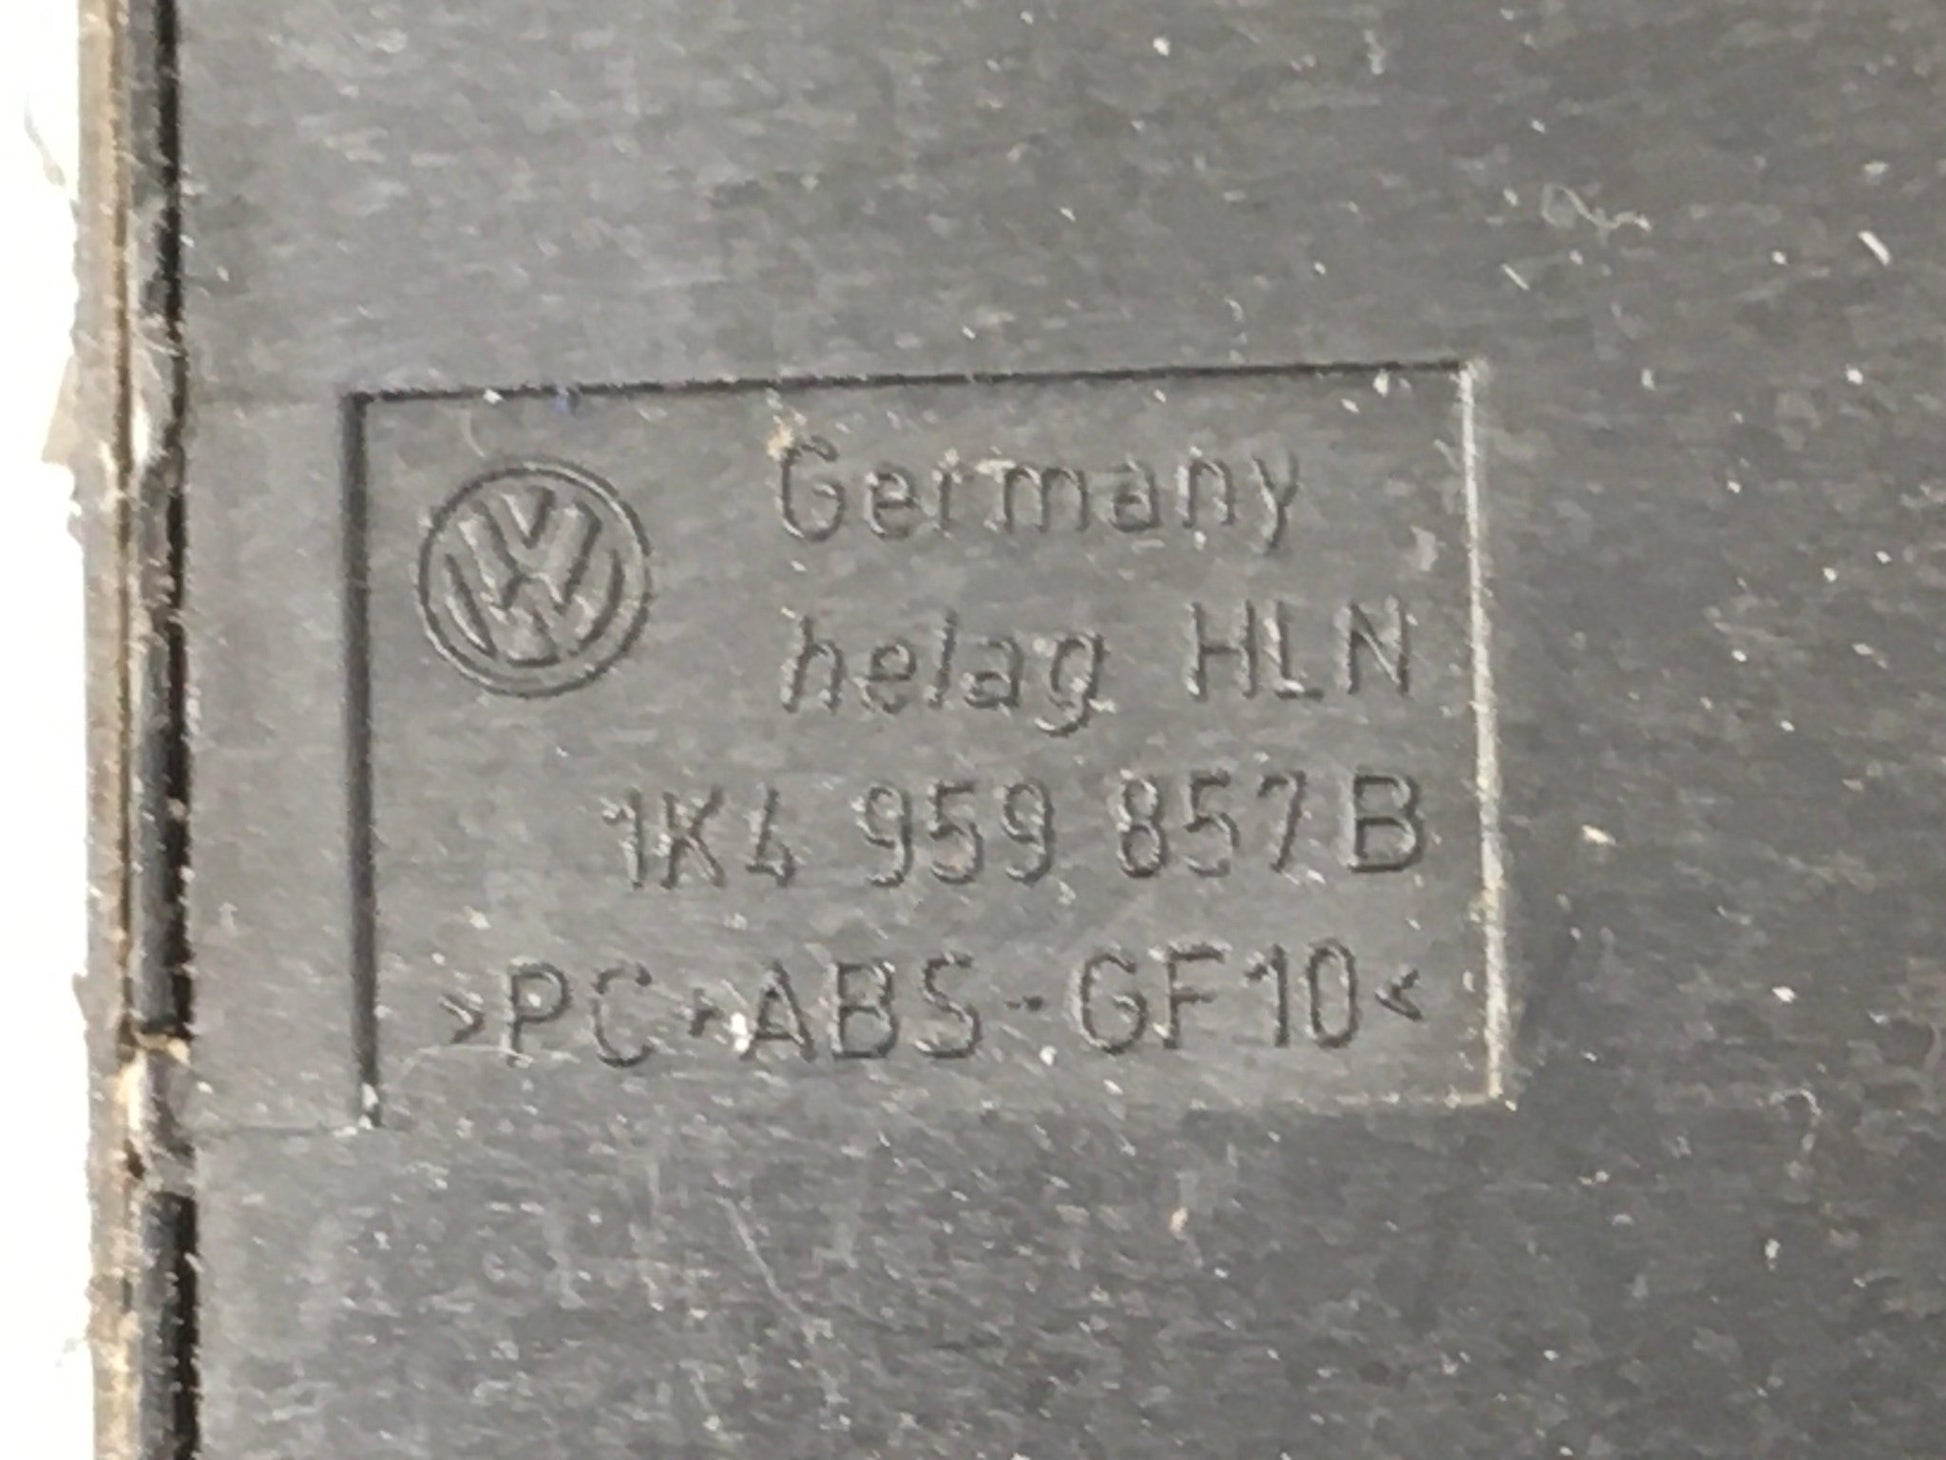 Germany
helag HLN
1K4 959 857 B
>PC+ABS-GF10<